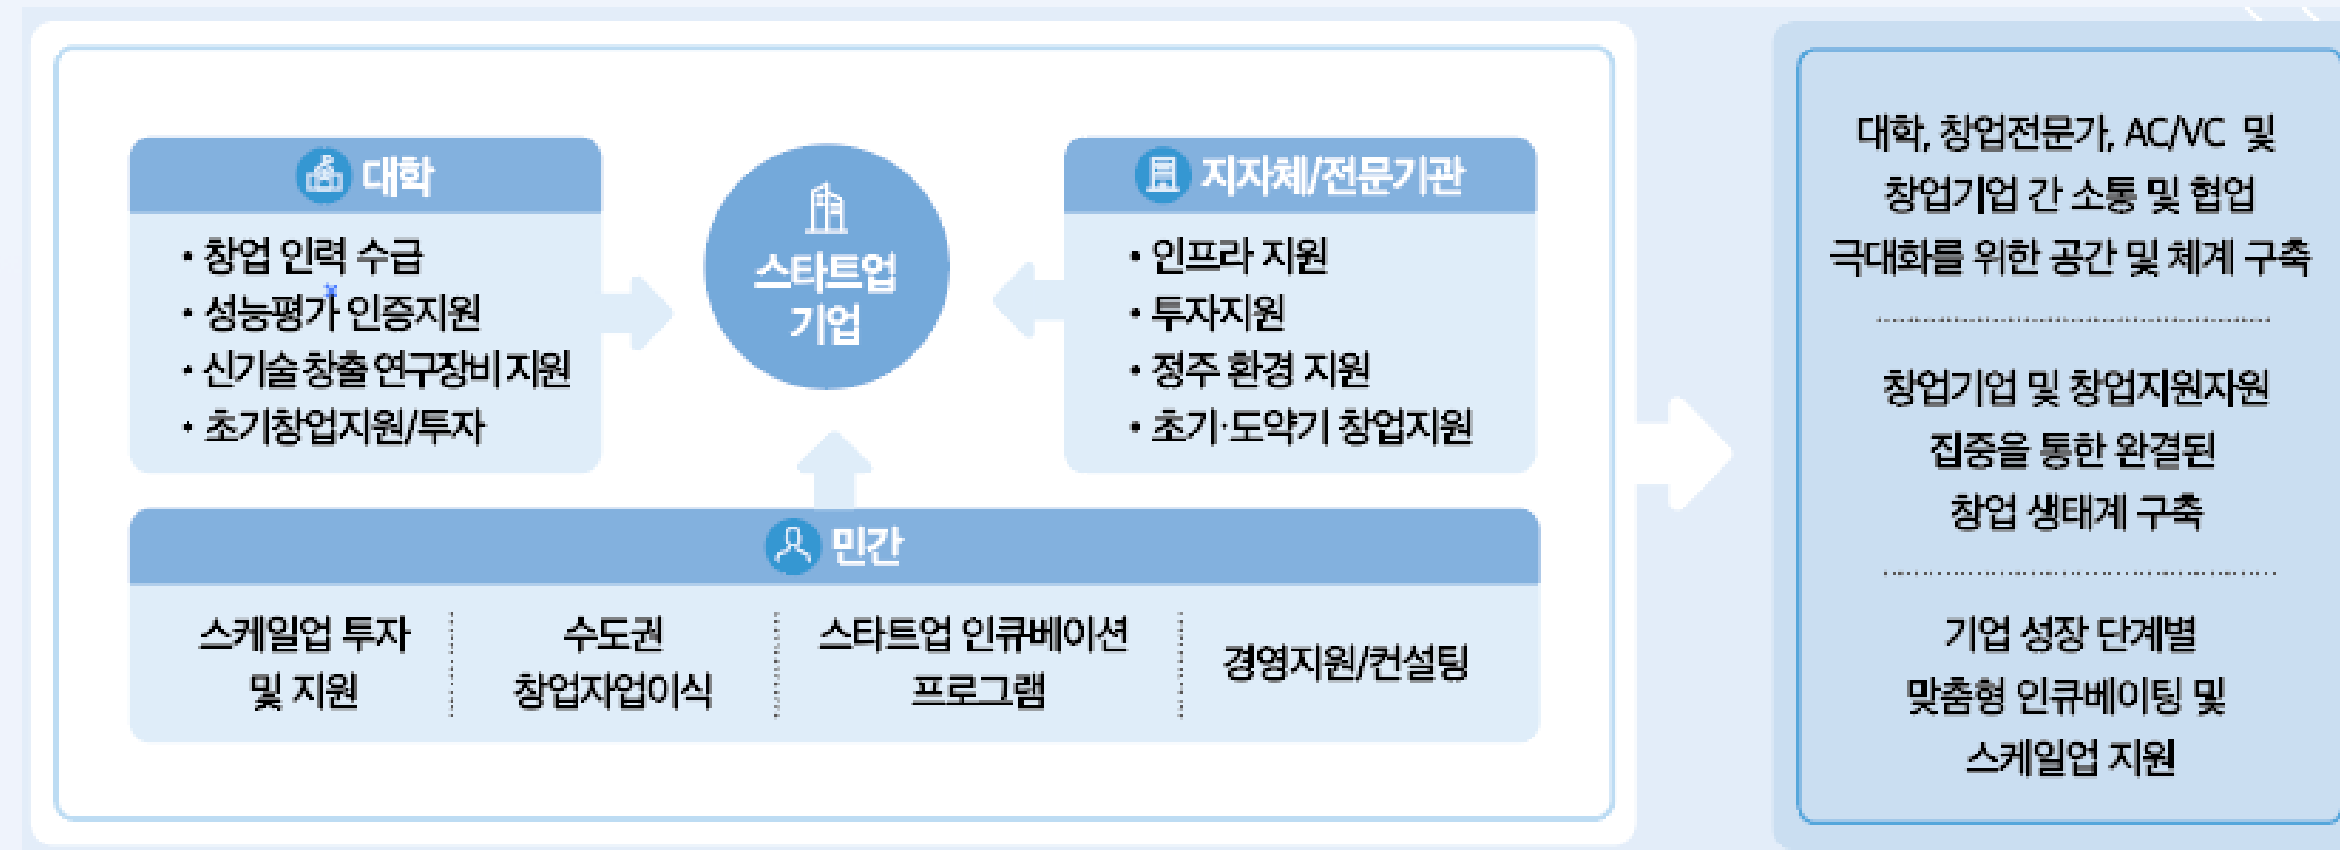 대학
• 창업 인력 수급
• 성능평가 인증지원
• 신기술 창출 연구장비 지원
• 초기창업지원/투자
스타트업
기업
지자체/전문기관
• 인프라 지원
• 투자지원
• 정주 환경 지원
• 초기·도약기 창업지원
민간
스케일업 투자
및 지원
수도권
창업자업이식
스타트업 인큐베이션
프로그램
경영지원/컨설팅
대학, 창업전문가, AC/VC 및
창업기업 간 소통 및 협업
극대화를 위한 공간 및 체계 구축
창업기업 및 창업지원자원
집중을 통한 완결된
창업 생태계 구축
기업 성장 단계별
맞춤형 인큐베이팅 및
스케일업 지원